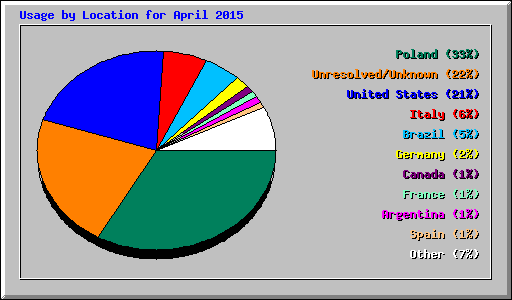 Usage by Location for April 2015
Poland (33%)
Unresolved/Unknown (22%)
United States (21%)
Italy (6%)
Brazil (5%)
Germany (2%)
Canada (1%)
France (1%)
Argentina (1%)
Spain (1%)
Other (7%)